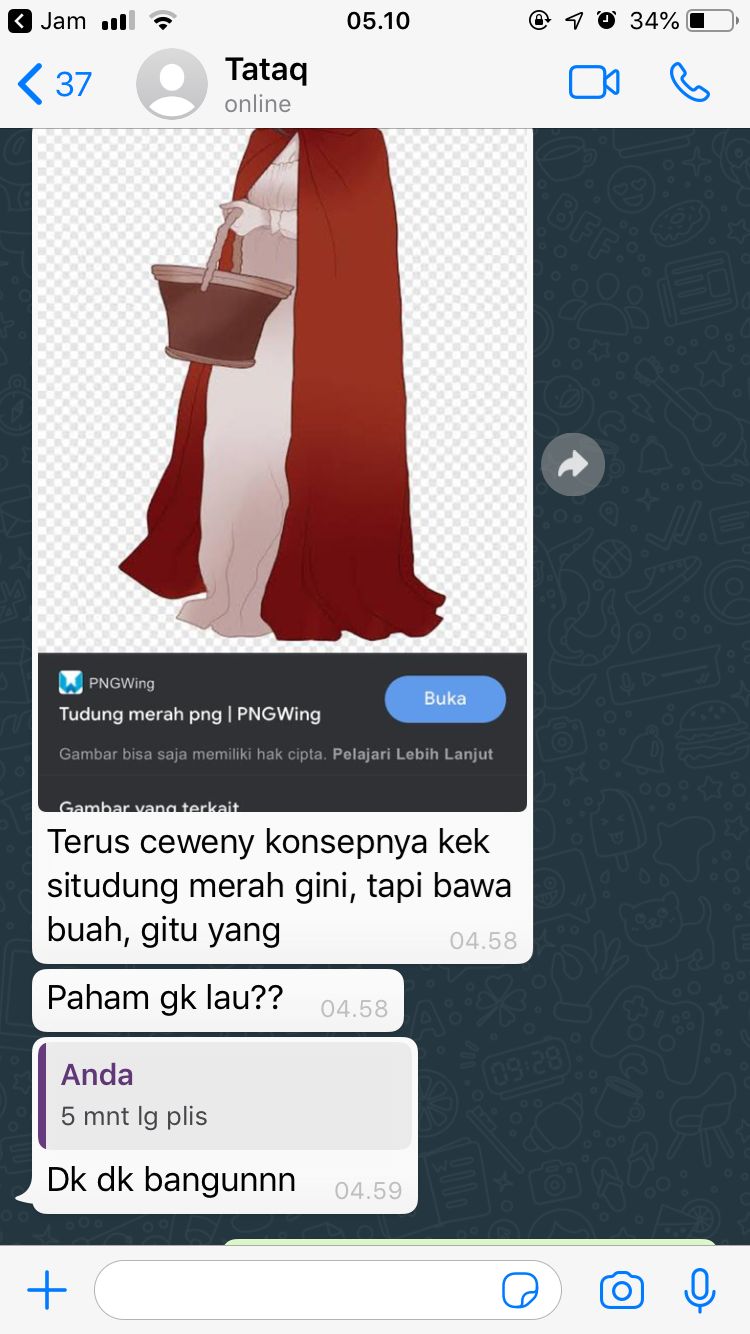 Jam
05.10
34%
37
Tataq
online
PNGWing
Tudung merah png | PNGWing
Buka
Gambar bisa saja memiliki hak cipta. Pelajari Lebih Lanjut
Gambar yang terkait
Terus ceweny konsepnya kek
situdung merah gini, tapi bawa
buah, gitu yang
04.58
Paham gk lau??
04.58
Anda
5 mnt lg plis
Dk dk bangunnn
04.59